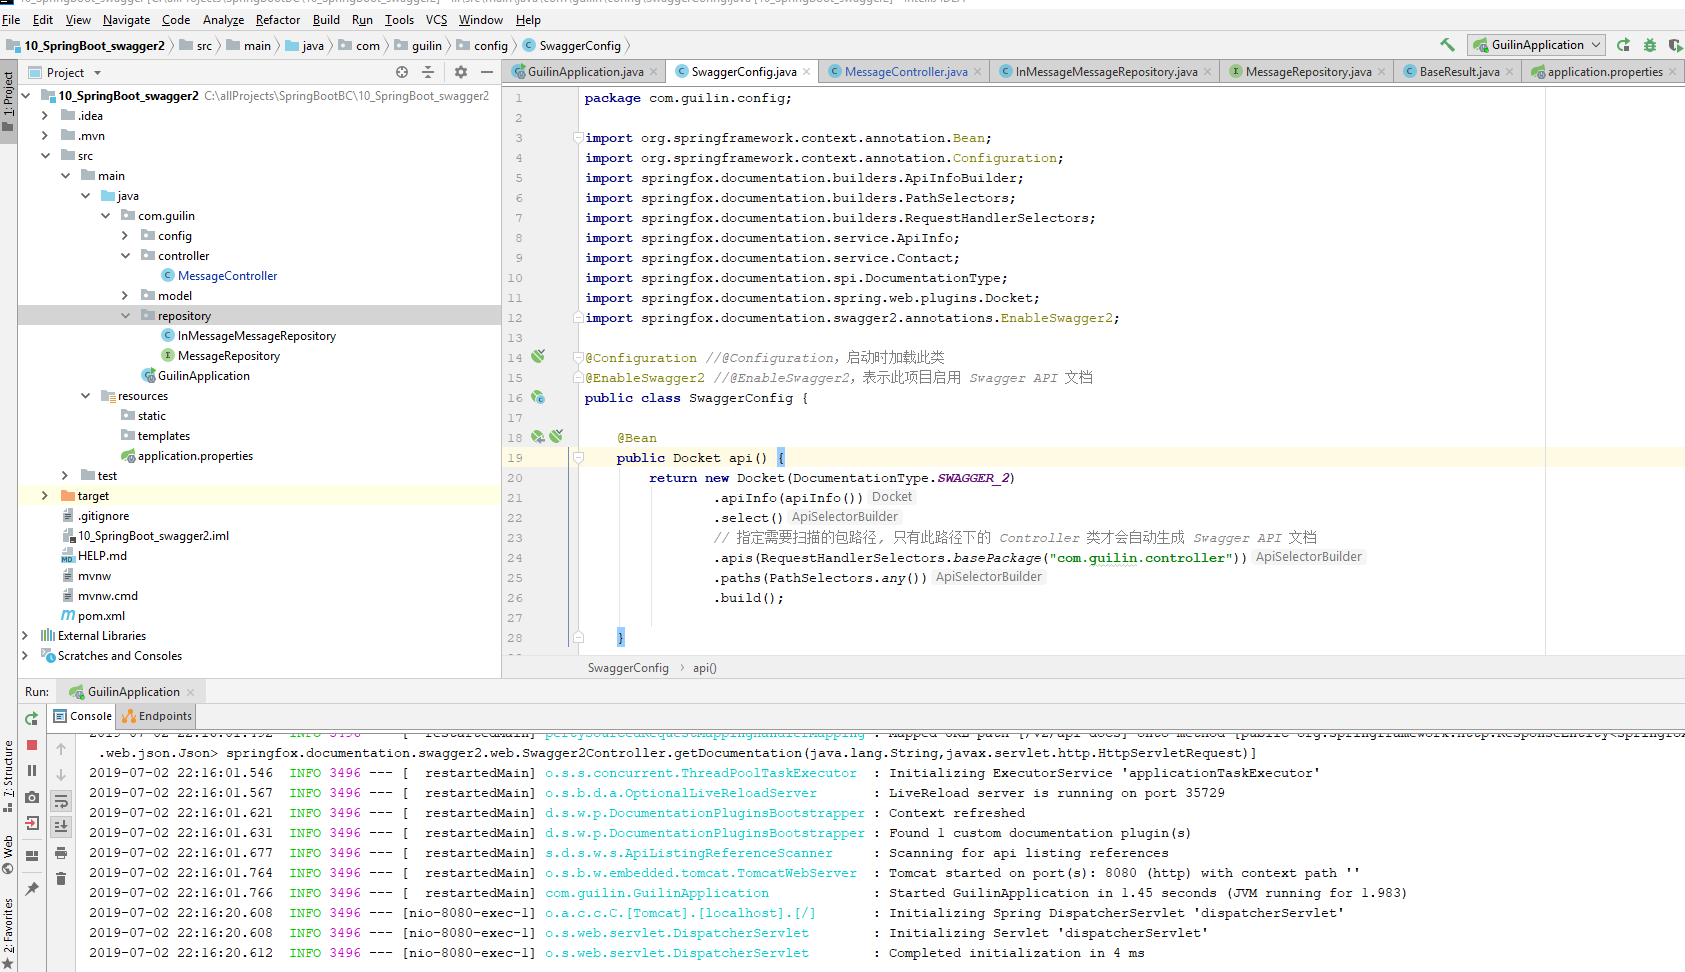 File Edit View Navigate Code Analyze Refactor Build Run Tools VCS Window Help
10_SpringBoot_swagger2 src main java com guilin config SwaggerConfig
GuilinApplication
1: Project
Project
GuilinApplication.java SwaggerConfig.java MessageController.java InMessageMessageRepository.java MessageRepository.java BaseResult.java application.properties
10_SpringBoot_swagger2 C:\allProjects\SpringBootBC\10_SpringBoot_swagger2
.idea
.mvn
src
main
java
com.guilin
config
controller
MessageController
model
repository
InMessageMessageRepository
MessageRepository
GuilinApplication
resources
static
templates
application.properties
test
target
.gitignore
10_SpringBoot_swagger2.iml
HELP.md
mvnw
mvnw.cmd
pom.xml
External Libraries
Scratches and Consoles
1 package com.guilin.config;
2
3 import org.springframework.context.annotation.Bean;
4 import org.springframework.context.annotation.Configuration;
5 import springfox.documentation.builders.ApiInfoBuilder;
6 import springfox.documentation.builders.PathSelectors;
7 import springfox.documentation.builders.RequestHandlerSelectors;
8 import springfox.documentation.service.ApiInfo;
9 import springfox.documentation.service.Contact;
10 import springfox.documentation.spi.DocumentationType;
11 import springfox.documentation.spring.web.plugins.Docket;
12 import springfox.documentation.swagger2.annotations.EnableSwagger2;
13
14 @Configuration //@Configuration，启动时加载此类
15 @EnableSwagger2 //@EnableSwagger2，表示此项目启用 Swagger API 文档
16 public class SwaggerConfig {
17
18 @Bean
19 public Docket api() {
20 return new Docket(DocumentationType.SWAGGER_2)
21 .apiInfo(apiInfo()) Docket
22 .select() ApiSelectorBuilder
23 // 指定需要扫描的包路径，只有此路径下的 Controller 类才会自动生成 Swagger API 文档
24 .apis(RequestHandlerSelectors.basePackage("com.guilin.controller")) ApiSelectorBuilder
25 .paths(PathSelectors.any()) ApiSelectorBuilder
26 .build();
27
28 }
SwaggerConfig api()
Run: GuilinApplication
Console Endpoints
.web.json.Json> springfox.documentation.swagger2.web.Swagger2Controller.getDocumentation(java.lang.String,javax.servlet.http.HttpServletRequest)]
2019-07-02 22:16:01.546 INFO 3496 --- [ restartedMain] o.s.s.concurrent.ThreadPoolTaskExecutor : Initializing ExecutorService 'applicationTaskExecutor'
2019-07-02 22:16:01.567 INFO 3496 --- [ restartedMain] o.s.b.d.a.OptionalLiveReloadServer : LiveReload server is running on port 35729
2019-07-02 22:16:01.621 INFO 3496 --- [ restartedMain] d.s.w.p.DocumentationPluginsBootstrapper : Context refreshed
2019-07-02 22:16:01.631 INFO 3496 --- [ restartedMain] d.s.w.p.DocumentationPluginsBootstrapper : Found 1 custom documentation plugin(s)
2019-07-02 22:16:01.677 INFO 3496 --- [ restartedMain] s.d.s.w.s.ApiListingReferenceScanner : Scanning for api listing references
2019-07-02 22:16:01.764 INFO 3496 --- [ restartedMain] o.s.b.w.embedded.tomcat.TomcatWebServer : Tomcat started on port(s): 8080 (http) with context path ''
2019-07-02 22:16:01.766 INFO 3496 --- [ restartedMain] com.guilin.GuilinApplication : Started GuilinApplication in 1.45 seconds (JVM running for 1.983)
2019-07-02 22:16:20.608 INFO 3496 --- [nio-8080-exec-1] o.a.c.c.C.[Tomcat].[localhost].[/] : Initializing Spring DispatcherServlet 'dispatcherServlet'
2019-07-02 22:16:20.608 INFO 3496 --- [nio-8080-exec-1] o.s.web.servlet.DispatcherServlet : Initializing Servlet 'dispatcherServlet'
2019-07-02 22:16:20.612 INFO 3496 --- [nio-8080-exec-1] o.s.web.servlet.DispatcherServlet : Completed initialization in 4 ms
7: Structure
Web
2: Favorites